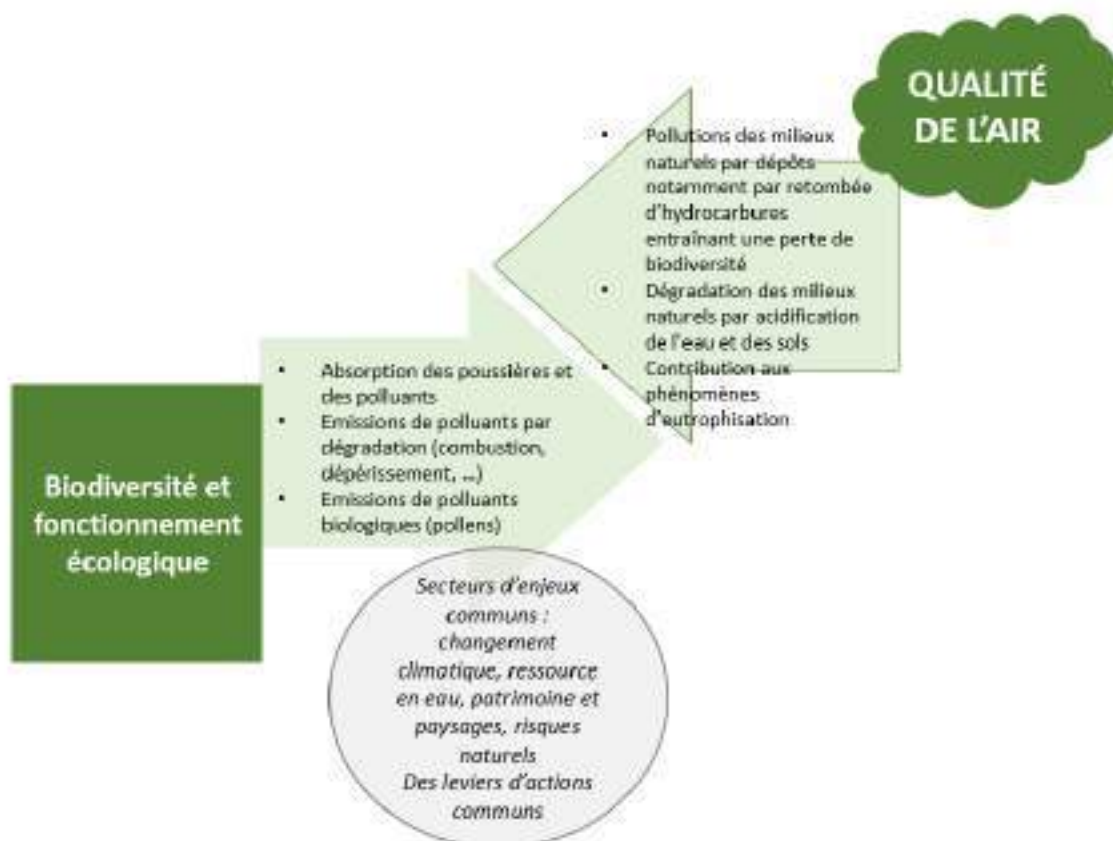 QUALITÉ
DE L'AIR
• Pollutions des milieux
naturels par dépôts
notamment par retombée
d'hydrocarbures
entraînant une perte de
biodiversité
• Dégradation des milieux
naturels par acidification
de l'eau et des sols
• Contribution aux
phénomènes
d'eutrophisation
• Absorption des poussières et
des polluants
• Emissions de polluants par
dégradation (combustion,
dépérissement, ...)
• Emissions de polluants
biologiques (pollens)
Biodiversité et
fonctionnement
écologique
Secteurs d'enjeux
communs :
changement
climatique, ressource
en eau, patrimoine et
paysages, risques
naturels
Des leviers d'actions
communs